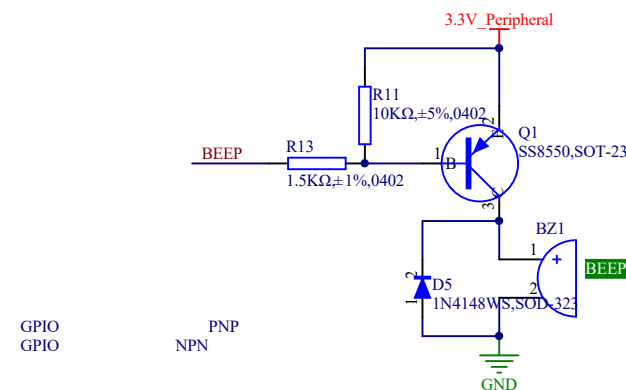 3.3V_Peripheral
R11
10KΩ,±5%,0402
2
E
Q1
SS8550,SOT-23
BEEP
R13
1.5KΩ,±1%,0402
1
B
C
3
BZ1
1
+
BEEP
2
2
D5
1
1N4148WS,SOD-323
GPIO PNP
GPIO NPN
GND